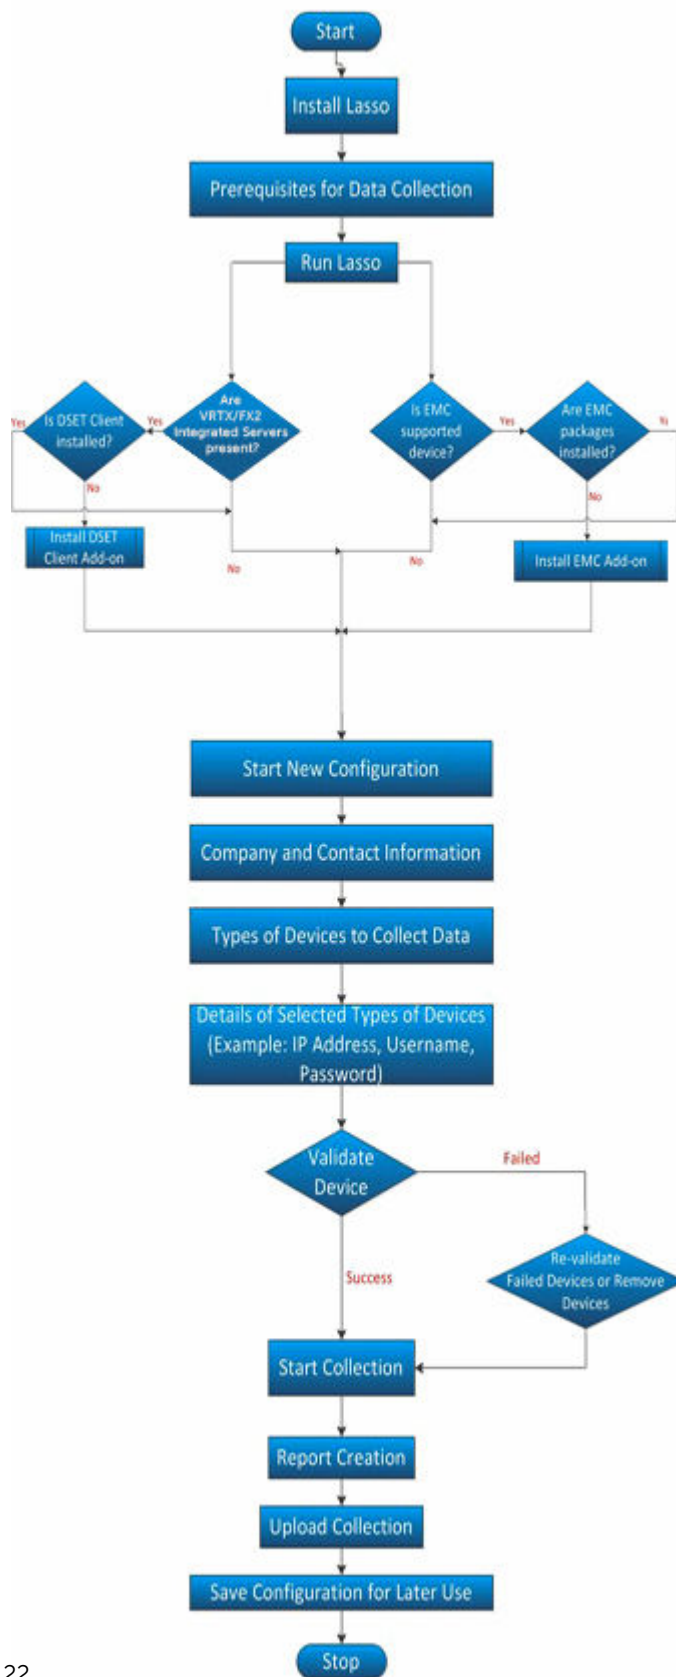 Start
Install Lasso
Prerequisites for Data Collection
Run Lasso
Yes
Is DSET Client
installed?
Yes
Are
VRTX/FX2
Integrated Servers
present?
Is EMC
supported
device?
Yes
Are EMC
packages
installed?
No
No
Install DSET
Client Add-on
No
No
Install EMC Add-on
Start New Configuration
Company and Contact Information
Types of Devices to Collect Data
Details of Selected Types of Devices
(Example: IP Address, Username,
Password)
Validate
Device
Failed
Success
Re-validate
Failed Devices or Remove
Devices
Start Collection
Report Creation
Upload Collection
Save Configuration for Later Use
Stop
22